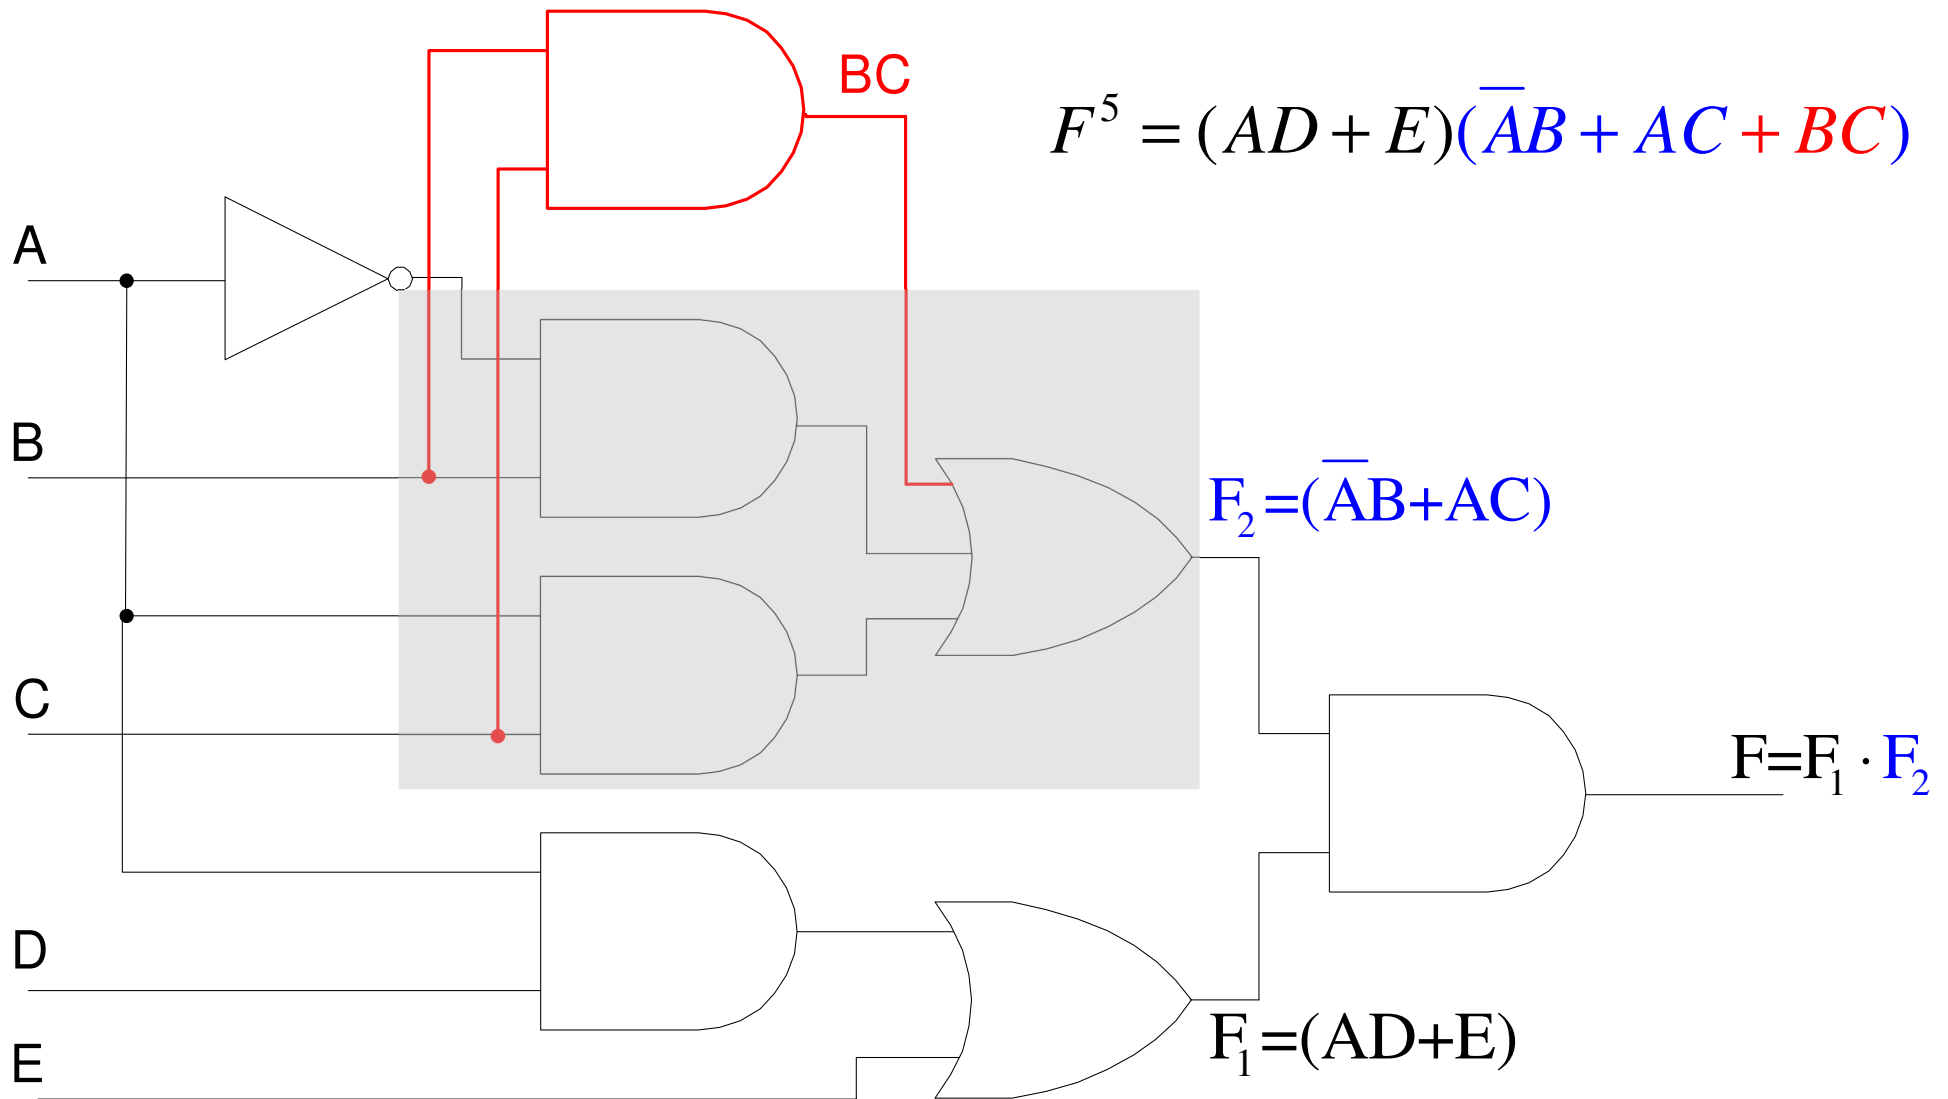 BC
F⁵ = (AD + E)(A̅B + AC + BC)
A
B
F₂=(A̅B+AC)
C
F=F₁·F₂
D
F₁=(AD+E)
E